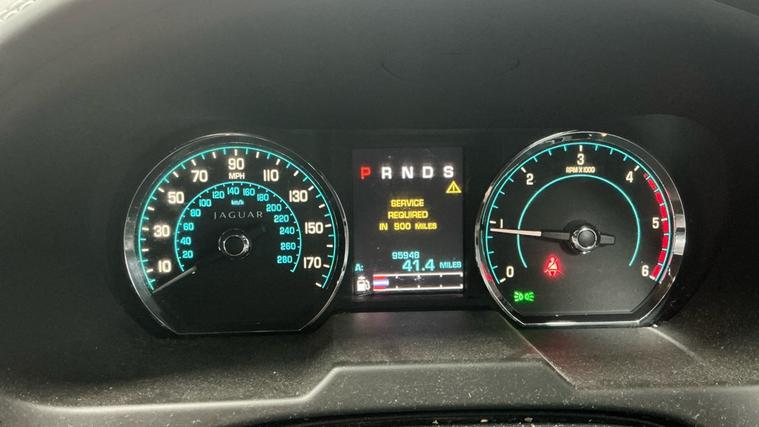 90
MPH
70
110
50
130
30
150
10
170
120 140
100 160
80 180
60 200
40 220
20 240
260
280
km/h
JAGUAR
P R N D S
SERVICE
REQUIRED
IN 900 MILES
95948
A: 41.4 MILES
3
RPM X 1000
2 4
1 5
0 6